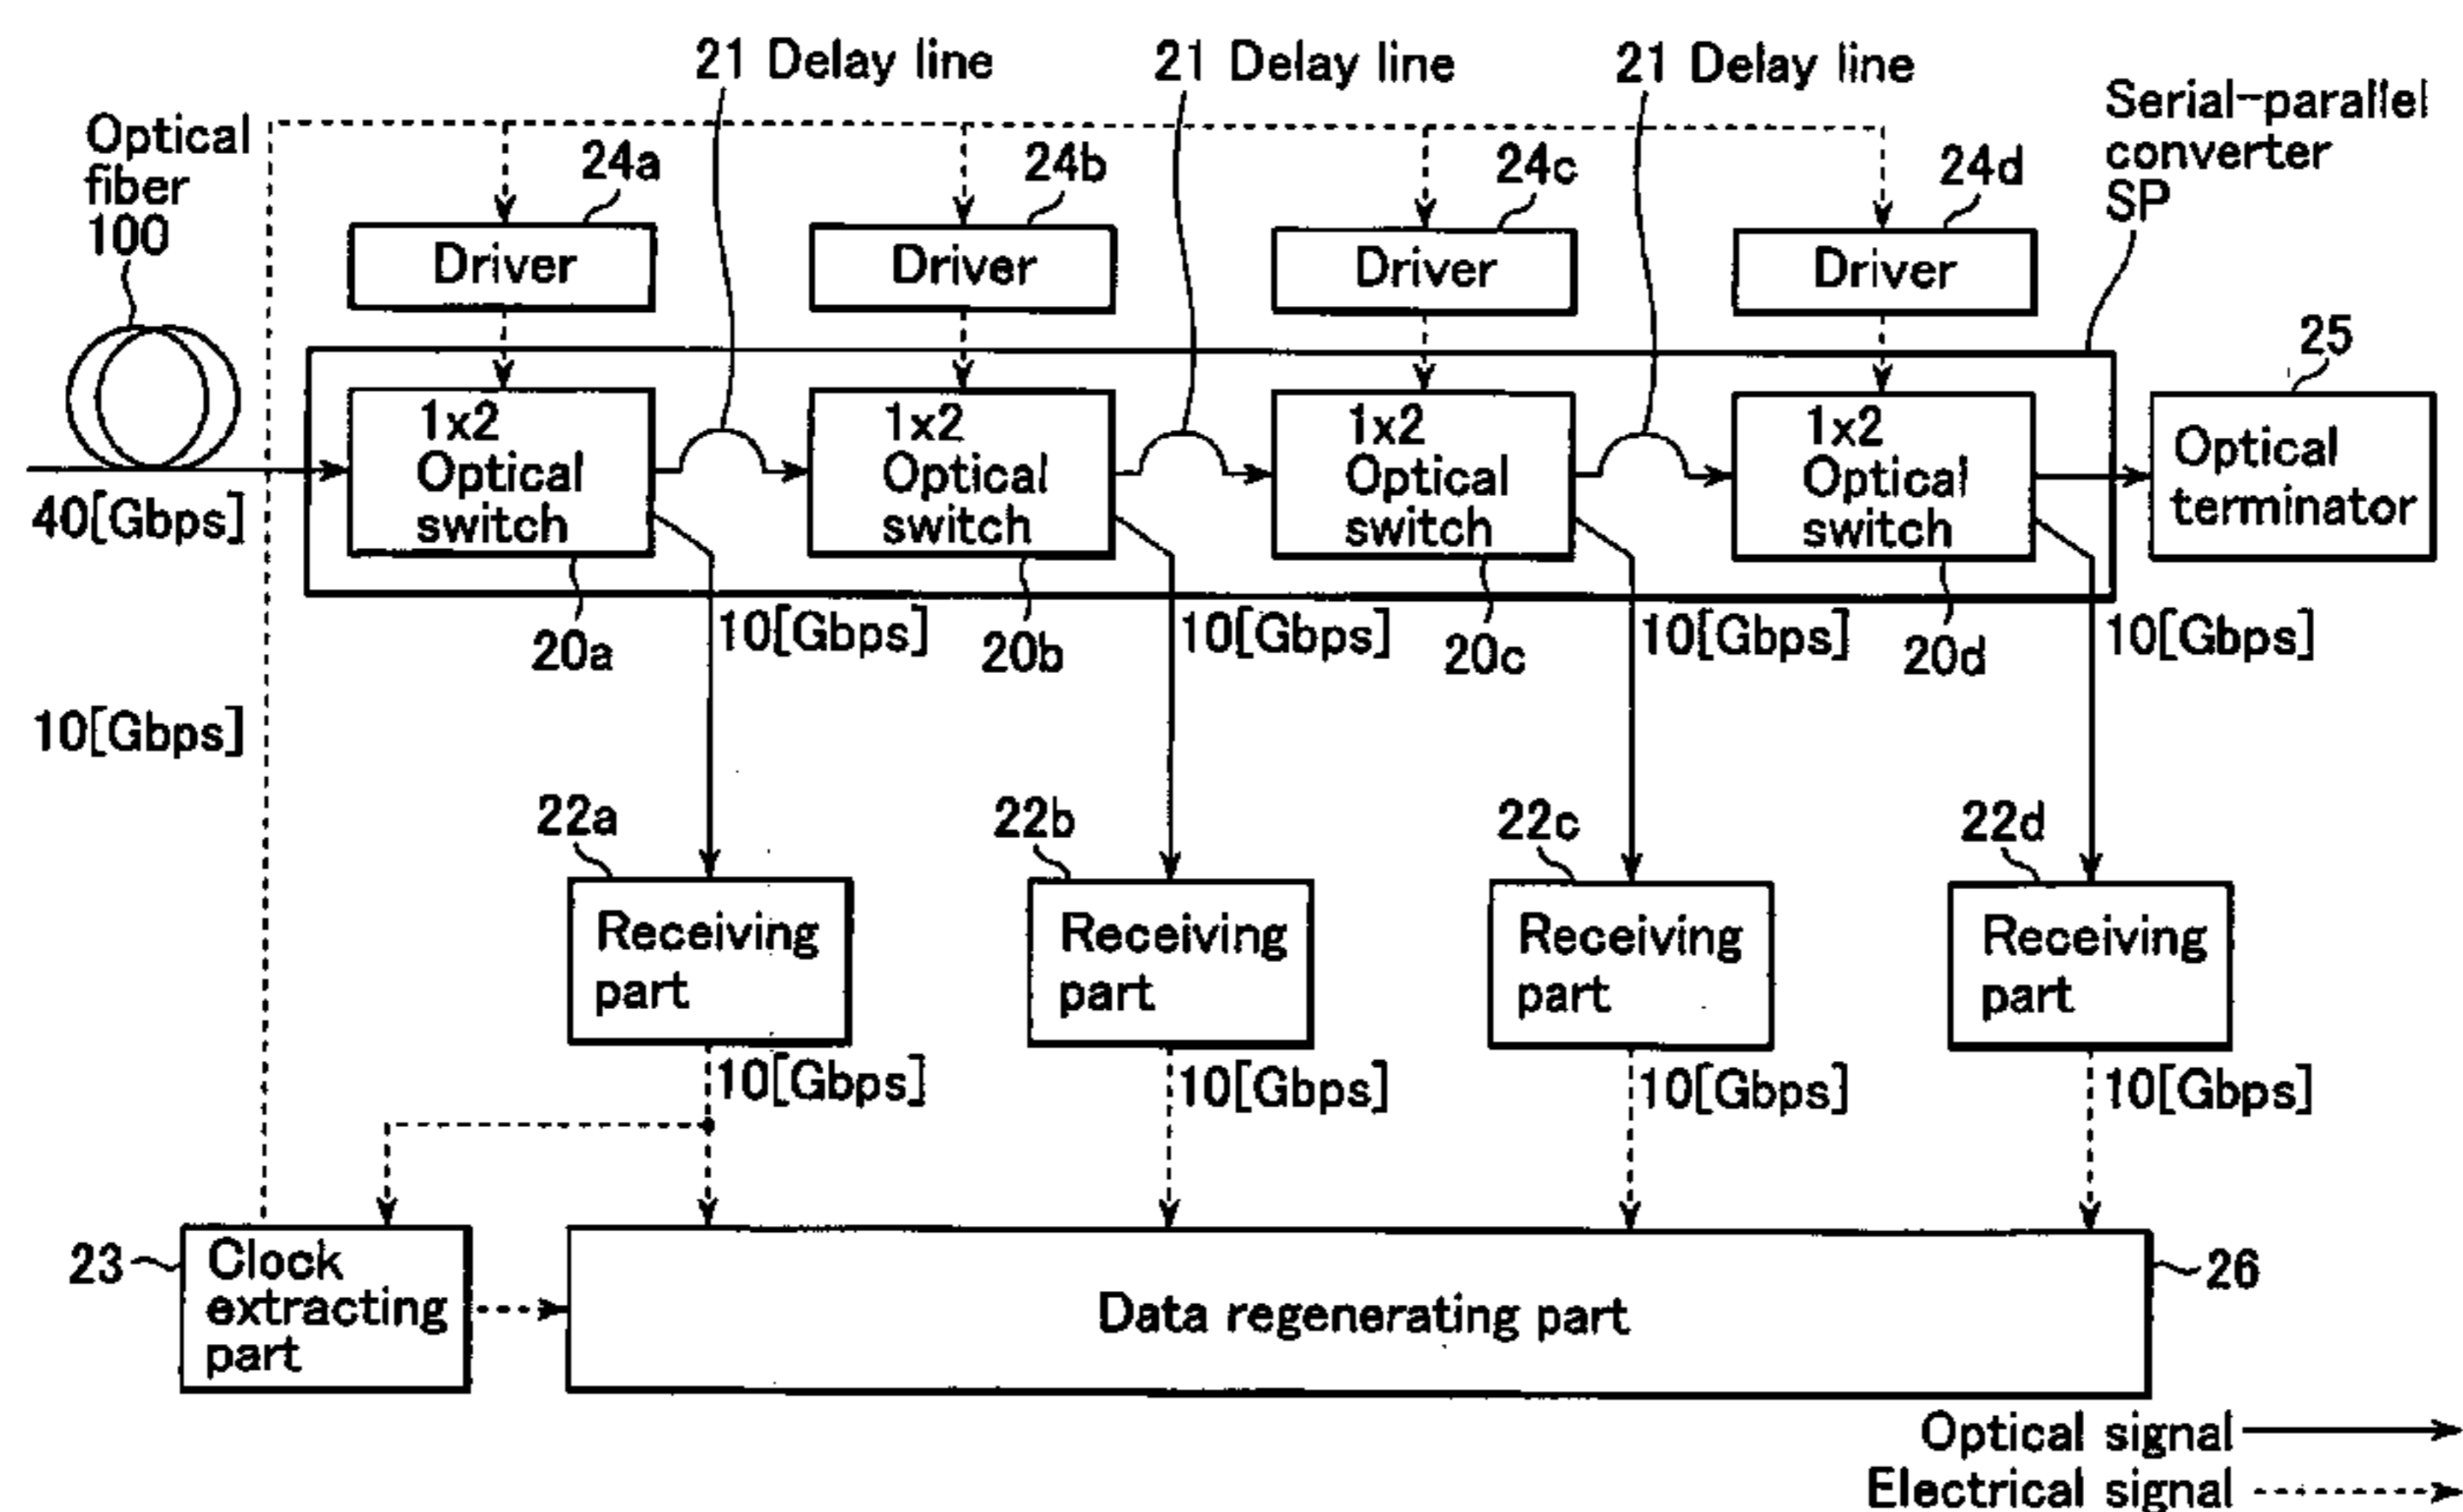 21 Delay line
21 Delay line
21 Delay line
Serial-parallel
converter
SP
Optical
fiber
100
24a
24b
24c
24d
Driver
Driver
Driver
Driver
25
1x2
Optical
switch
1x2
Optical
switch
1x2
Optical
switch
1x2
Optical
switch
Optical
terminator
40[Gbps]
20a
10[Gbps]
20b
10[Gbps]
20c
10[Gbps]
20d
10[Gbps]
10[Gbps]
22a
22b
22c
22d
Receiving
part
Receiving
part
Receiving
part
Receiving
part
10[Gbps]
10[Gbps]
10[Gbps]
10[Gbps]
23
Clock
extracting
part
Data regenerating part
26
Optical signal
Electrical signal